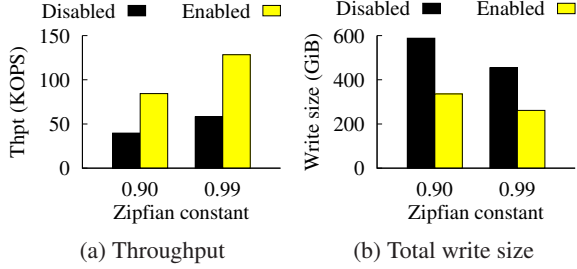 Disabled Enabled
150
100
50
0
Thpt (KOPS)
0.90 0.99
Zipfian constant
(a) Throughput
Disabled Enabled
600
400
200
0
Write size (GiB)
0.90 0.99
Zipfian constant
(b) Total write size